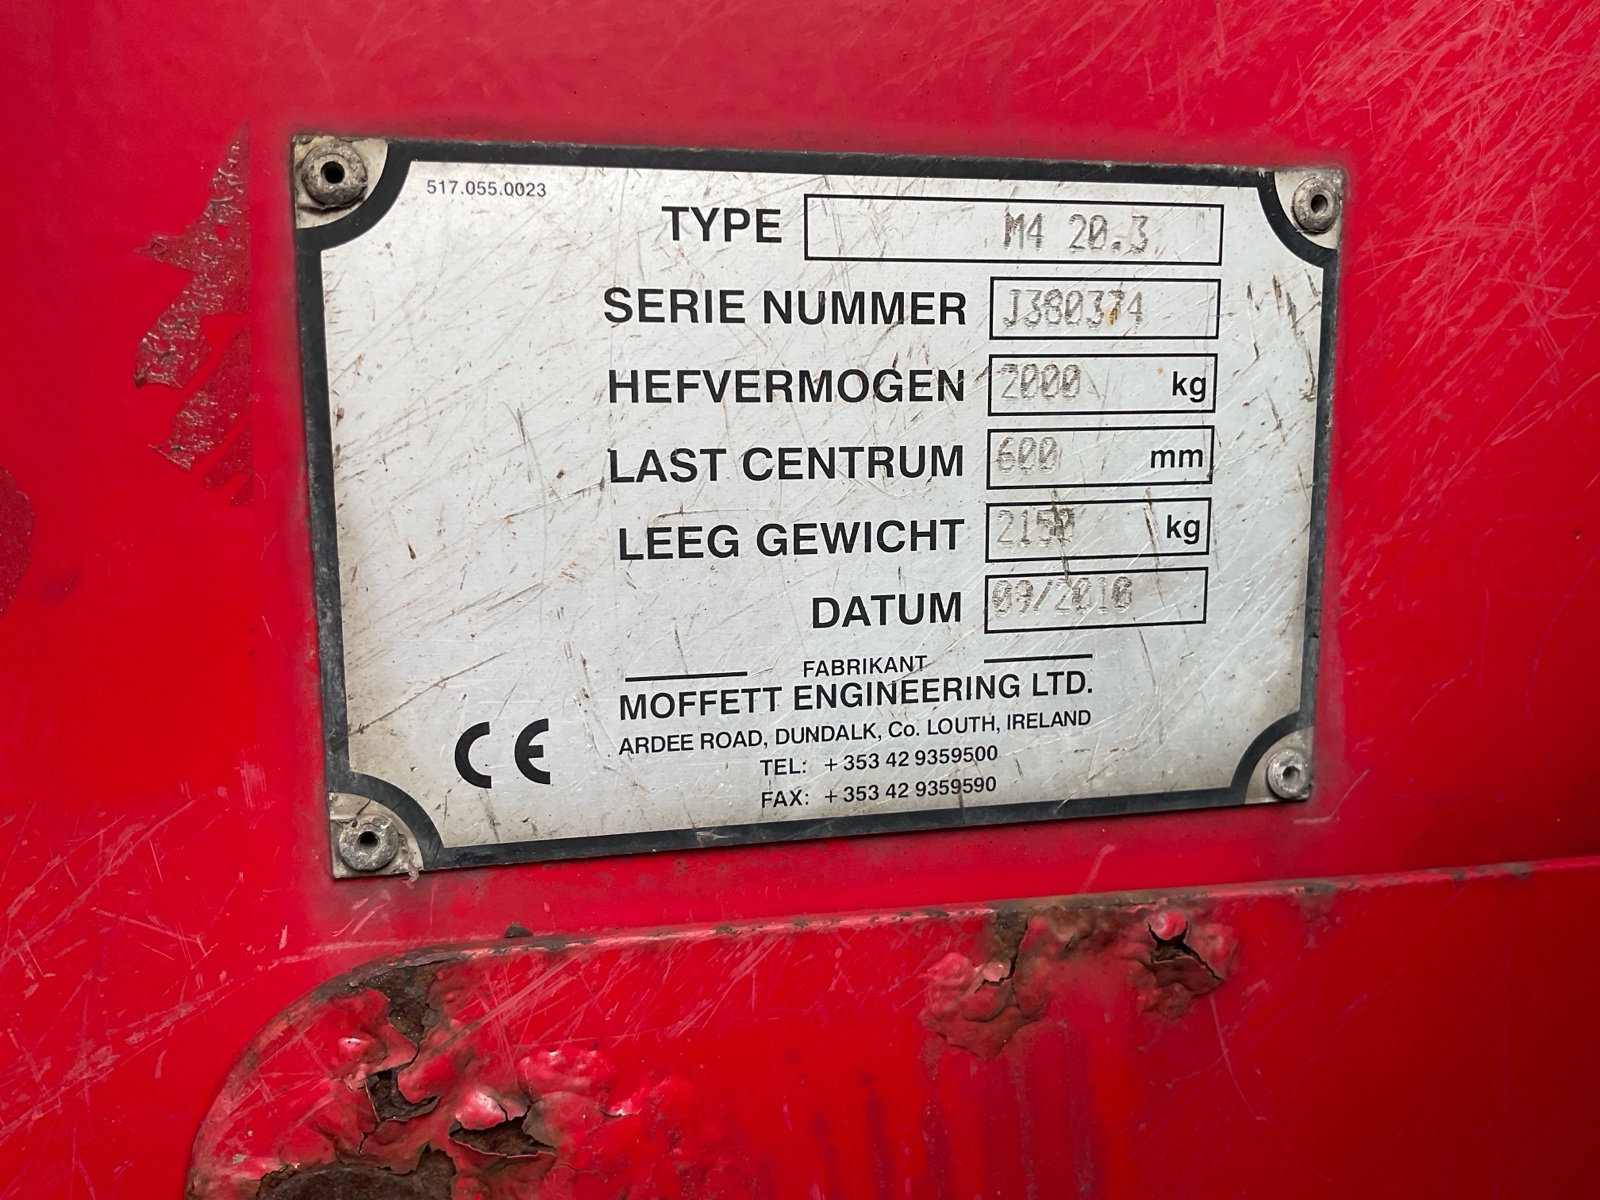 517.055.0023
TYPE M4 20.3
SERIE NUMMER J380374
HEFVERMOGEN 2000 kg
LAST CENTRUM 600 mm
LEEG GEWICHT 2150 kg
DATUM 09/2010
FABRIKANT
MOFFETT ENGINEERING LTD.
ARDEE ROAD, DUNDALK, Co. LOUTH, IRELAND
TEL: +353 42 9359500
FAX: +353 42 9359590
CE